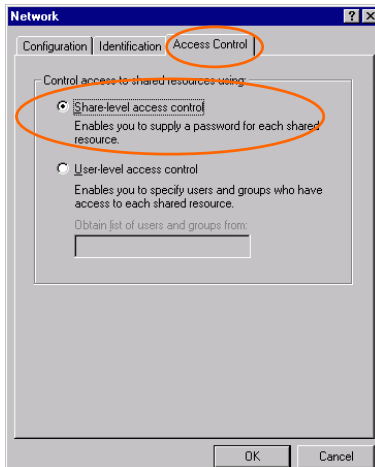 Network
Configuration Identification Access Control
Control access to shared resources using:
Share-level access control
Enables you to supply a password for each shared
resource.
User-level access control
Enables you to specify users and groups who have
access to each shared resource.
Obtain list of users and groups from:
OK Cancel